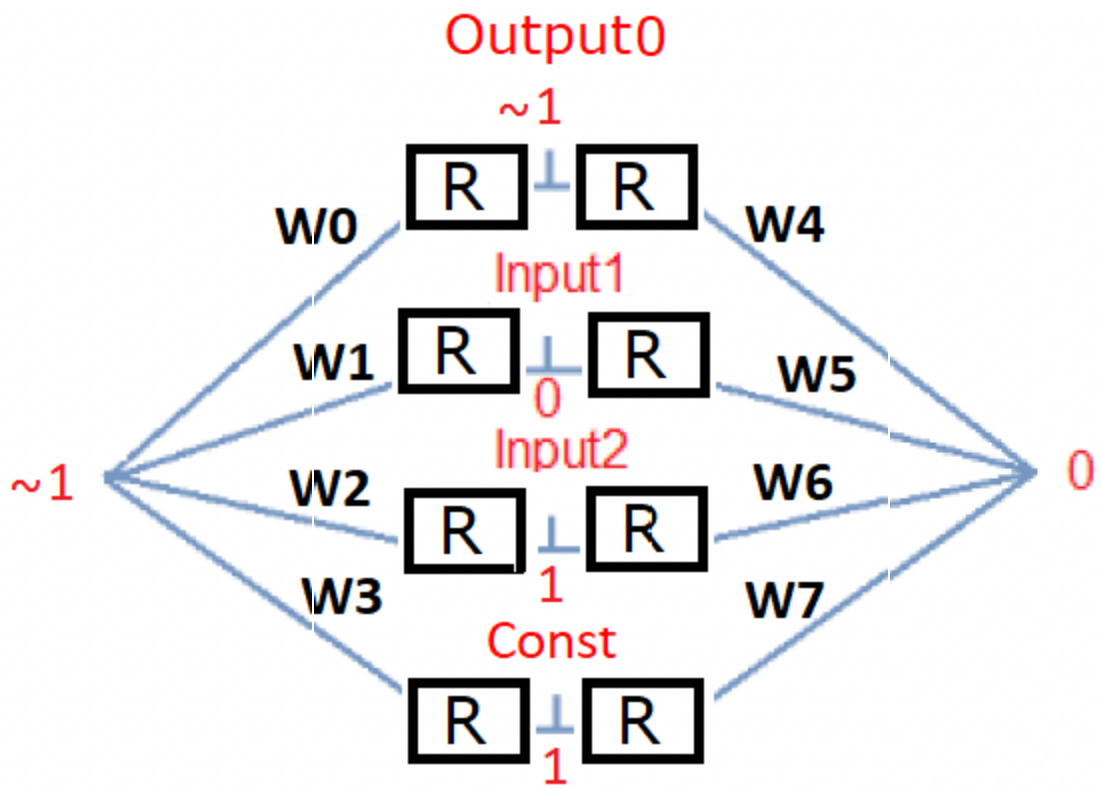 Output0
~1
R R
W0 W4
Input1
R R
W1 W5
0
Input2
~1 0
W2 W6
R R
1
W3 W7
Const
R R
1